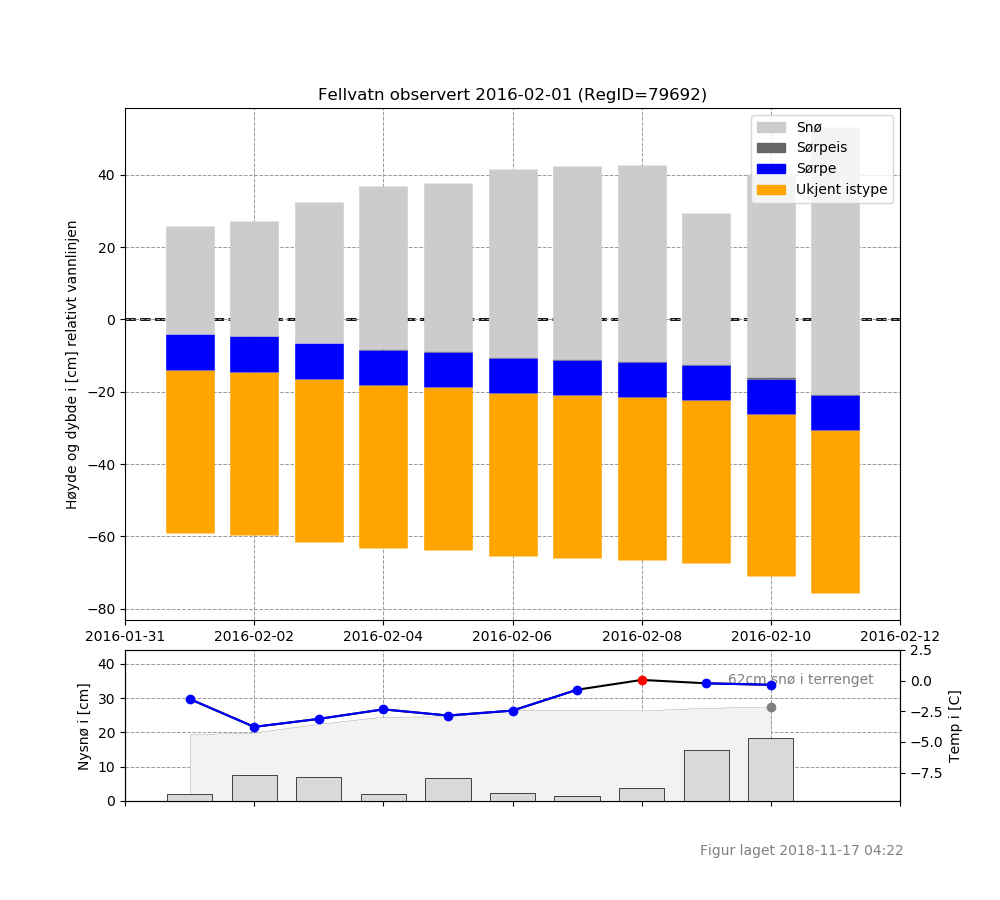 Fellvatn observert 2016-02-01 (RegID=79692)
Snø
Sørpeis
Sørpe
Ukjent istype
Høyde og dybde i [cm] relativt vannlinjen
40
20
0
−20
−40
−60
−80
2016-01-31 2016-02-02 2016-02-04 2016-02-06 2016-02-08 2016-02-10 2016-02-12
Nysnø i [cm]
40
30
20
10
0
62cm snø i terrenget
2.5
0.0
−2.5
−5.0
−7.5
Temp i [C]
Figur laget 2018-11-17 04:22